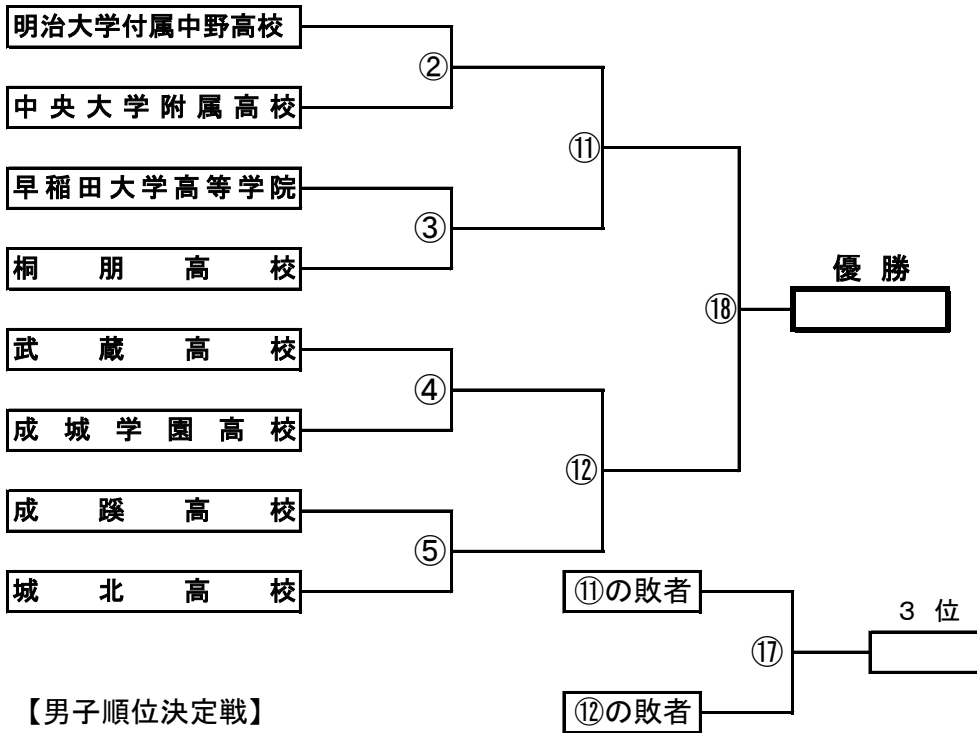 明治大学付属中野高校
②
中央大学附属高校
⑪
早稲田大学高等学院
③
桐朋高校
優勝
⑱
武蔵高校
④
成城学園高校
⑫
成蹊高校
⑤
城北高校
⑪の敗者
3位
⑰
⑫の敗者
【男子順位決定戦】